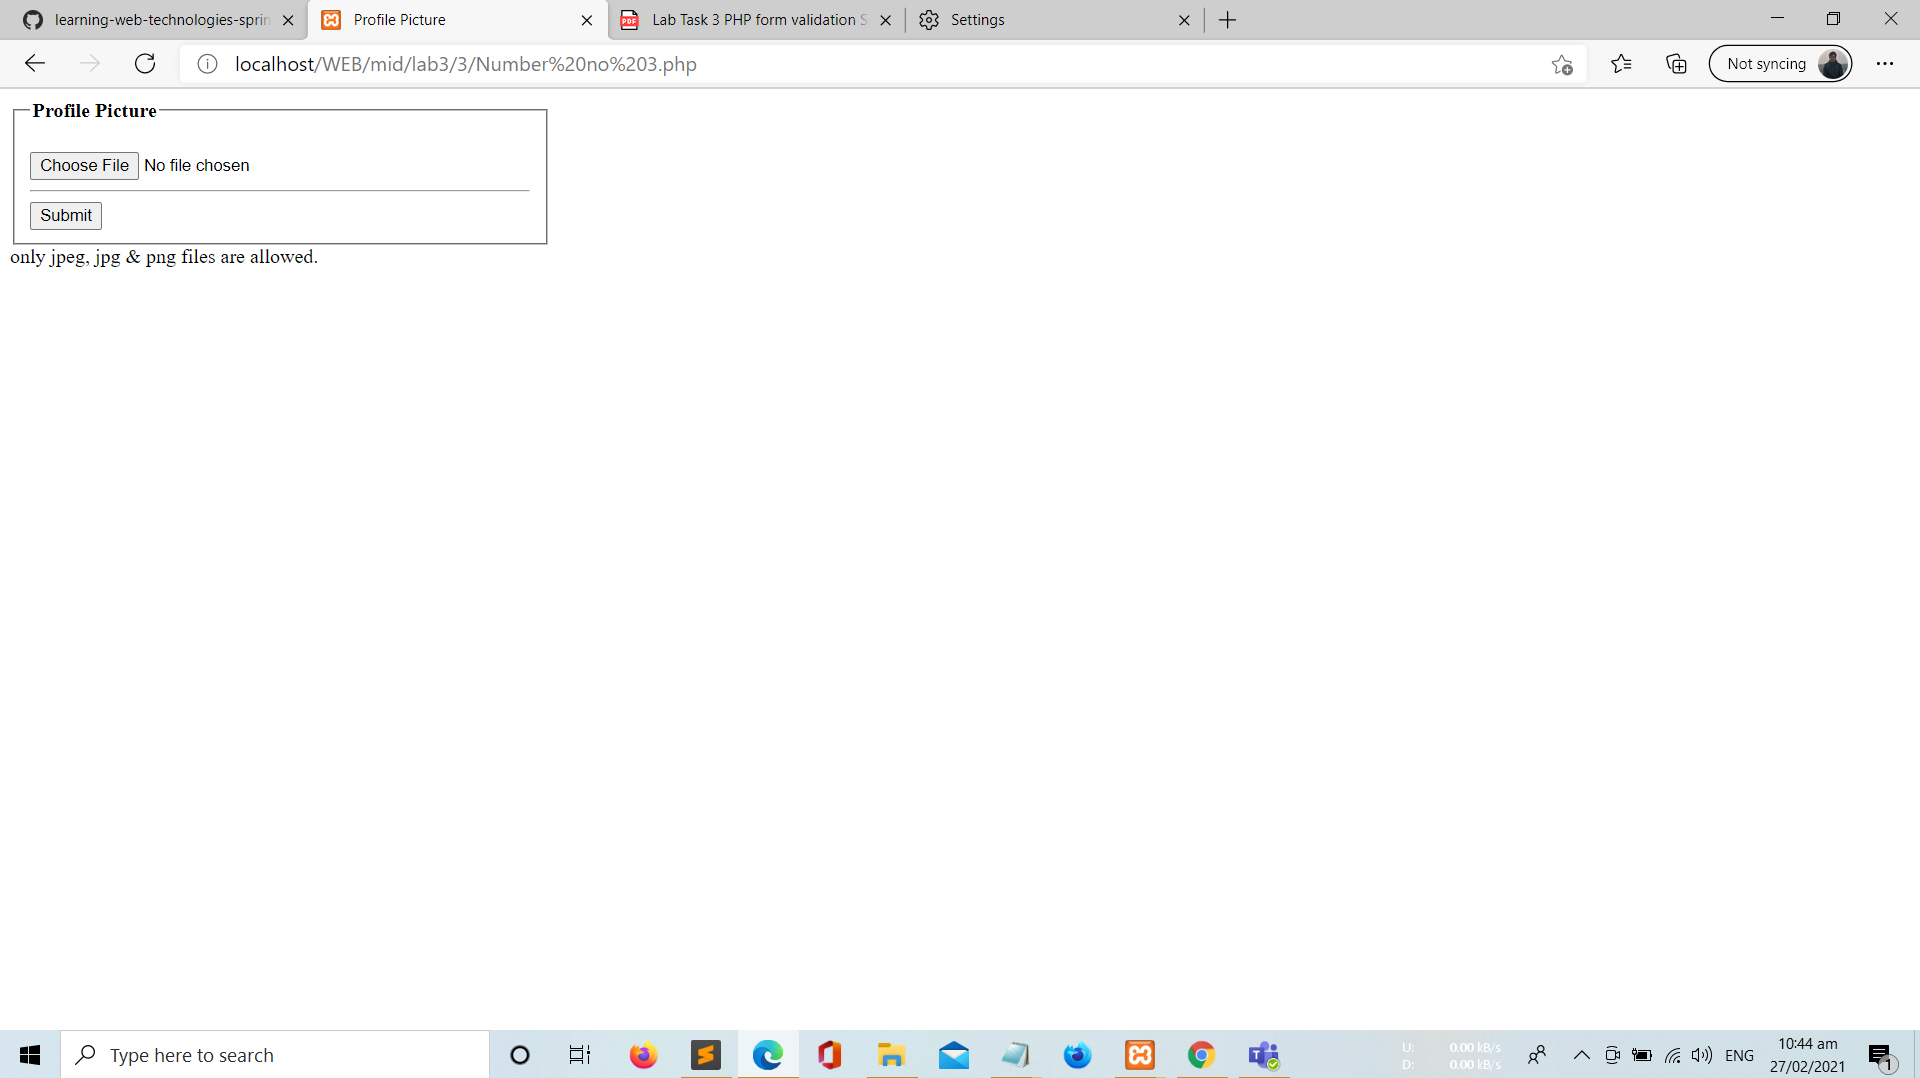 learning-web-technologies-sprin
Profile Picture
Lab Task 3 PHP form validation S
Settings
localhost/WEB/mid/lab3/3/Number%20no%203.php
Not syncing
Profile Picture
Choose File No file chosen
Submit
only jpeg, jpg & png files are allowed.
Type here to search
U: 0.00 kB/s
D: 0.00 kB/s
ENG
10:44 am
27/02/2021
1